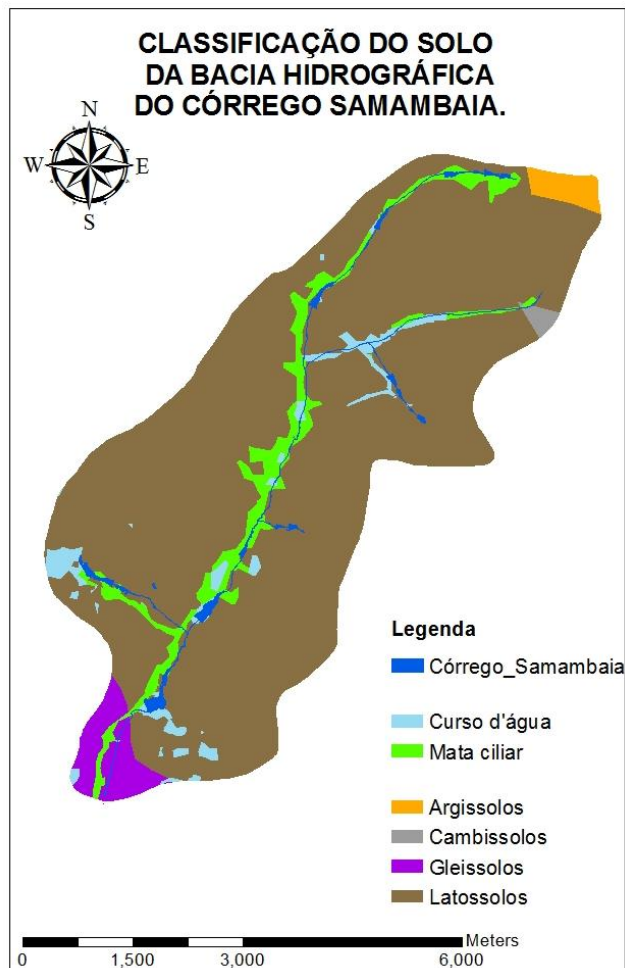 CLASSIFICAÇÃO DO SOLO
DA BACIA HIDROGRÁFICA
DO CÓRREGO SAMAMBAIA.
N
W E
S
Legenda
Córrego_Samambaia
Curso d'água
Mata ciliar
Argissolos
Cambissolos
Gleissolos
Latossolos
Meters
0 1,500 3,000 6,000